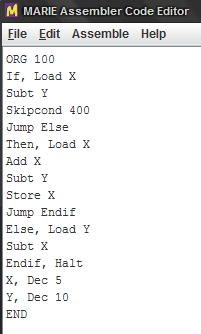 MARIE Assembler Code Editor
File Edit Assemble Help
ORG 100
If, Load X
Subt Y
Skipcond 400
Jump Else
Then, Load X
Add X
Subt Y
Store X
Jump Endif
Else, Load Y
Subt X
Endif, Halt
X, Dec 5
Y, Dec 10
END